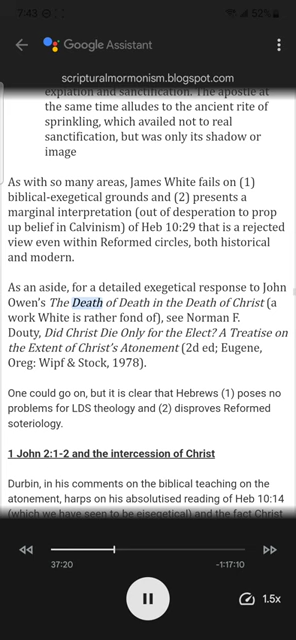 7:43
52%
Google Assistant
scripturalmormonism.blogspot.com
expiation and sanctification. The apostle at
the same time alludes to the ancient rite of
sprinkling, which availed not to real
sanctification, but was only its shadow or
image
As with so many areas, James White fails on (1)
biblical-exegetical grounds and (2) presents a
marginal interpretation (out of desperation to prop
up belief in Calvinism) of Heb 10:29 that is a rejected
view even within Reformed circles, both historical
and modern.
As an aside, for a detailed exegetical response to John
Owen's The Death of Death in the Death of Christ (a
work White is rather fond of), see Norman F.
Douty, Did Christ Die Only for the Elect? A Treatise on
the Extent of Christ's Atonement (2d ed; Eugene,
Oreg: Wipf & Stock, 1978).
One could go on, but it is clear that Hebrews (1) poses no
problems for LDS theology and (2) disproves Reformed
soteriology.
1 John 2:1-2 and the intercession of Christ
Durbin, in his comments on the biblical teaching on the
atonement, harps on his absolutised reading of Heb 10:14
(which we have seen to be eisegetical) and the fact Christ
37:20
-1:17:10
1.5x